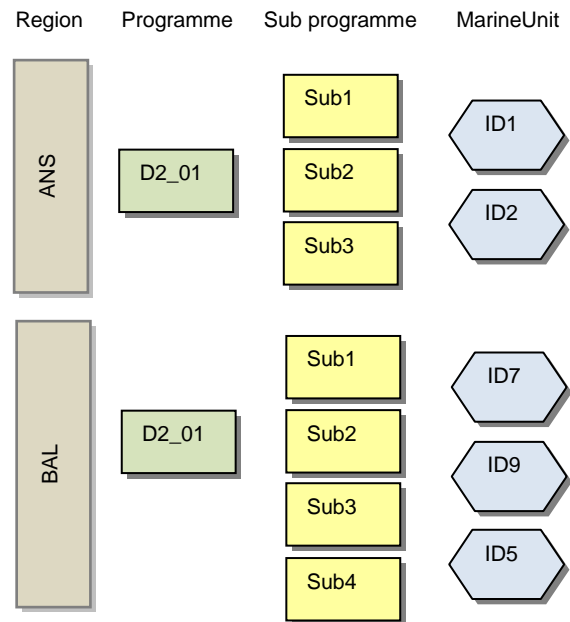 Region Programme Sub programme MarineUnit
ANS
D2_01
Sub1
Sub2
Sub3
ID1
ID2
BAL
D2_01
Sub1
Sub2
Sub3
Sub4
ID7
ID9
ID5